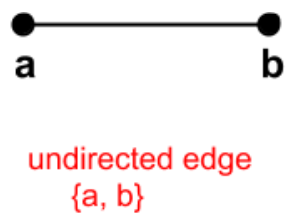 a b
undirected edge
{a, b}